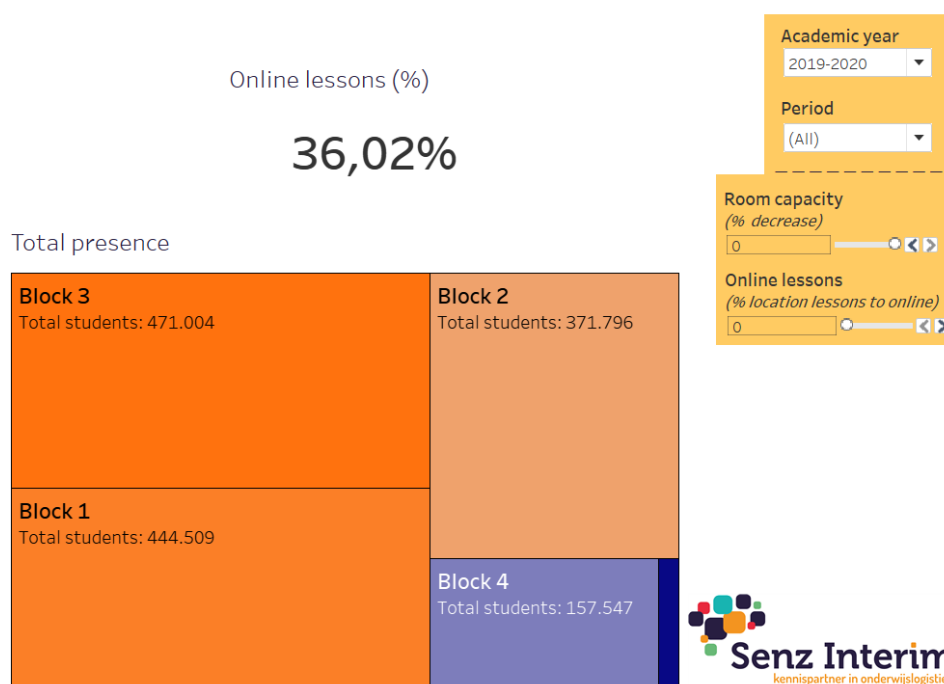 Online lessons (%)
36,02%
Total presence
Block 3
Total students: 471.004
Block 2
Total students: 371.796
Block 1
Total students: 444.509
Block 4
Total students: 157.547
Academic year
2019-2020
Period
(All)
Room capacity
(% decrease)
0
Online lessons
(% location lessons to online)
0
Senz Interim
kennispartner in onderwijslogistie